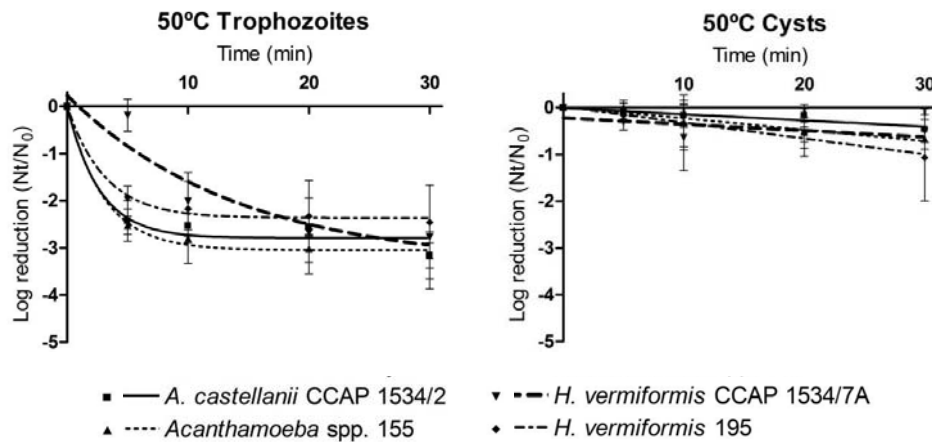 50ºC Trophozoites
Time (min)
10 20 30
0
-1
-2
-3
-4
-5
Log reduction (Nt/N0)
50ºC Cysts
Time (min)
10 20 30
0
-1
-2
-3
-4
-5
Log reduction (Nt/N0)
A. castellanii CCAP 1534/2
H. vermiformis CCAP 1534/7A
Acanthamoeba spp. 155
H. vermiformis 195